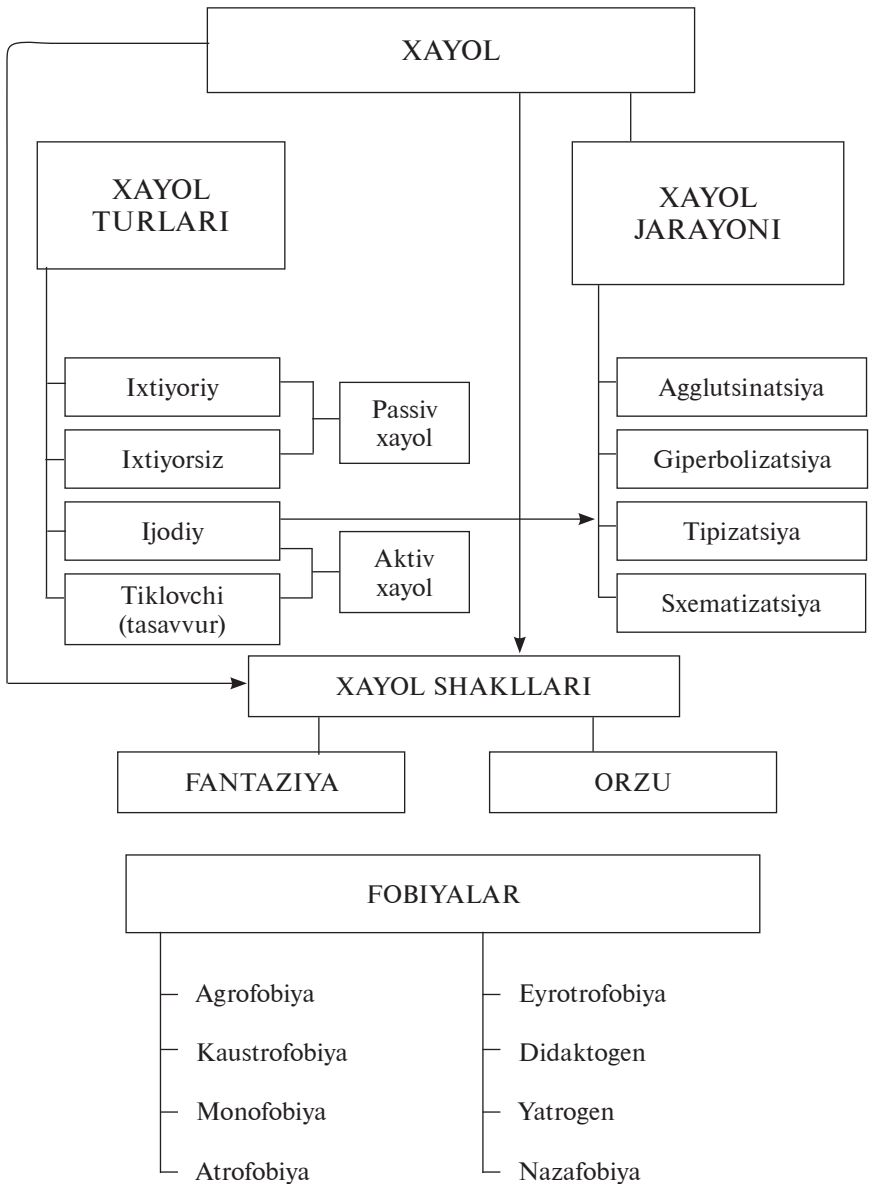 XAYOL
XAYOL
TURLARI
XAYOL
JARAYONI
Ixtiyoriy
Ixtiyorsiz
Passiv
xayol
Ijodiy
Tiklovchi
(tasavvur)
Aktiv
xayol
Agglutsinatsiya
Giperbolizatsiya
Tipizatsiya
Sxematizatsiya
XAYOL SHAKLLARI
FANTAZIYA
ORZU
FOBIYALAR
Agrofobiya
Kaustrofobiya
Monofobiya
Atrofobiya
Eyrotrofobiya
Didaktogen
Yatrogen
Nazafobiya